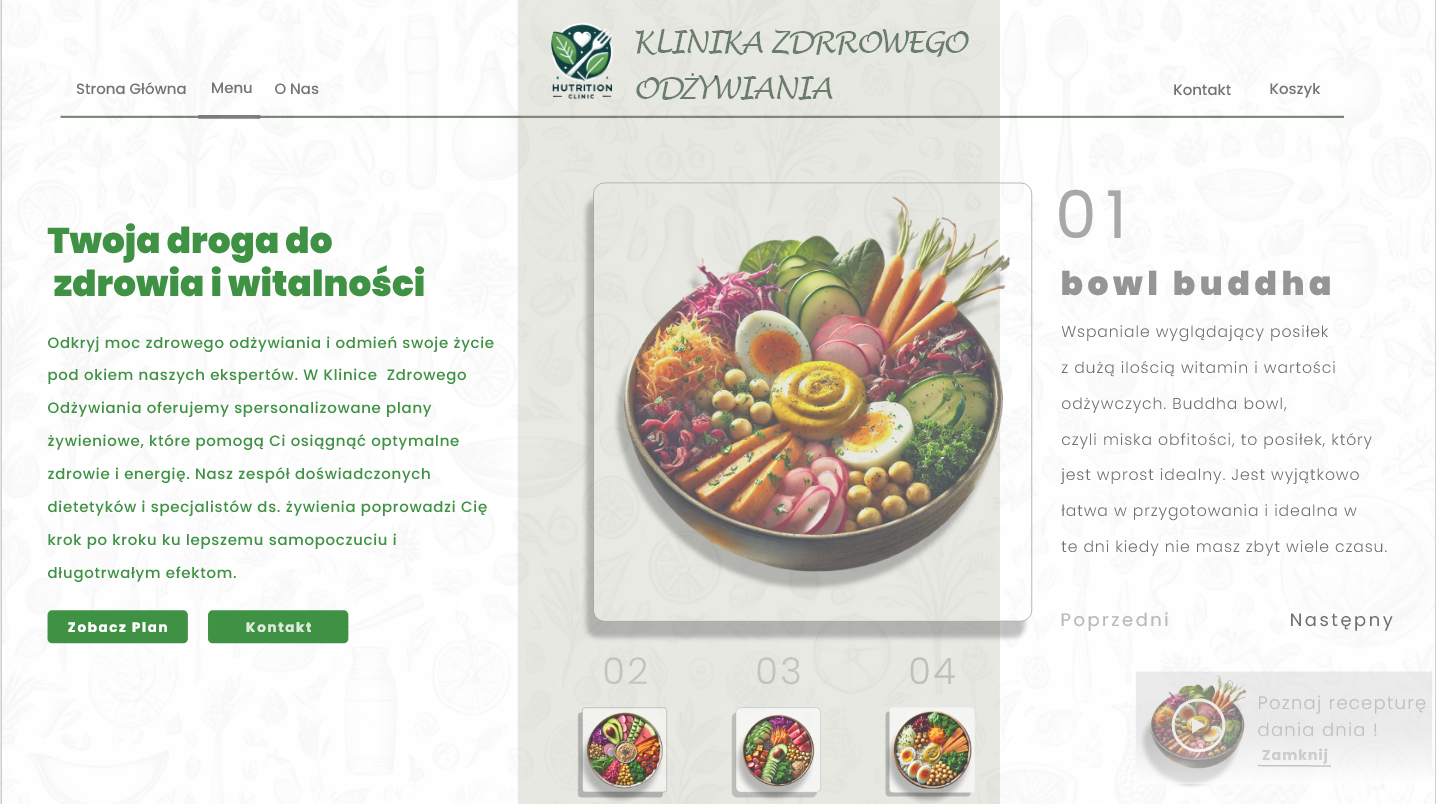 NUTRITION
CLINIC
KLINIKA ZDRROWEGO
ODŻYWIANIA
Strona Główna
Menu
O Nas
Kontakt
Koszyk
Twoja droga do
zdrowia i witalności
Odkryj moc zdrowego odżywiania i odmień swoje życie
pod okiem naszych ekspertów. W Klinice Zdrowego
Odżywiania oferujemy spersonalizowane plany
żywieniowe, które pomogą Ci osiągnąć optymalne
zdrowie i energię. Nasz zespół doświadczonych
dietetyków i specjalistów ds. żywienia poprowadzi Cię
krok po kroku ku lepszemu samopoczuciu i
długotrwałym efektom.
Zobacz Plan
Kontakt
01
bowl buddha
Wspaniale wyglądający posiłek
z dużą ilością witamin i wartości
odżywczych. Buddha bowl,
czyli miska obfitości, to posiłek, który
jest wprost idealny. Jest wyjątkowo
łatwa w przygotowania i idealna w
te dni kiedy nie masz zbyt wiele czasu.
Poprzedni
Następny
02
03
04
Poznaj recepturę
dania dnia !
Zamknij